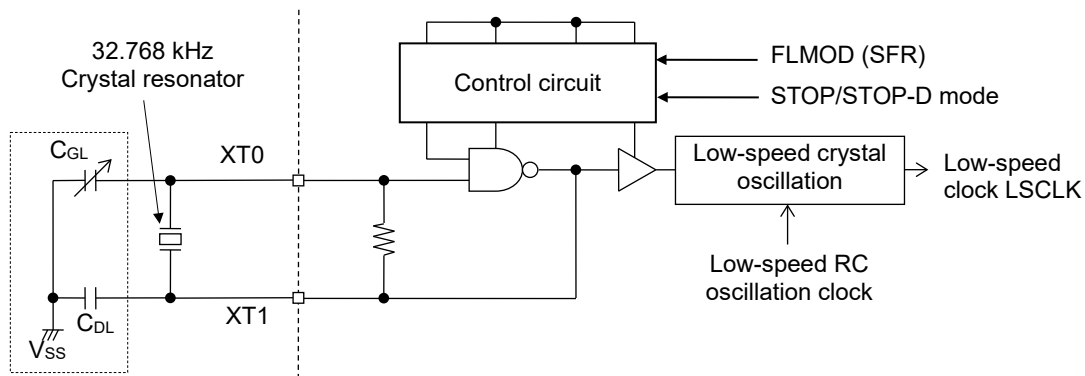 32.768 kHz
Crystal resonator
Control circuit
FLMOD (SFR)
STOP/STOP-D mode
CGL
XT0
Low-speed crystal
oscillation
Low-speed
clock LSCLK
Low-speed RC
oscillation clock
XT1
CDL
VSS